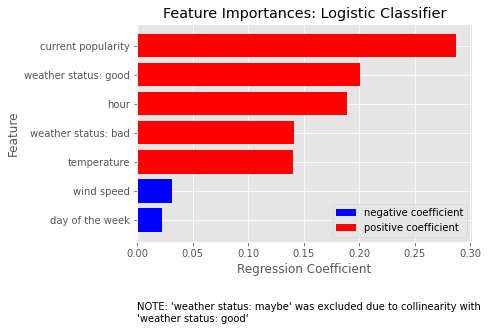 Feature Importances: Logistic Classifier
Feature
current popularity
weather status: good
hour
weather status: bad
temperature
wind speed
day of the week
negative coefficient
positive coefficient
0.00 0.05 0.10 0.15 0.20 0.25 0.30
Regression Coefficient
NOTE: 'weather status: maybe' was excluded due to collinearity with
'weather status: good'